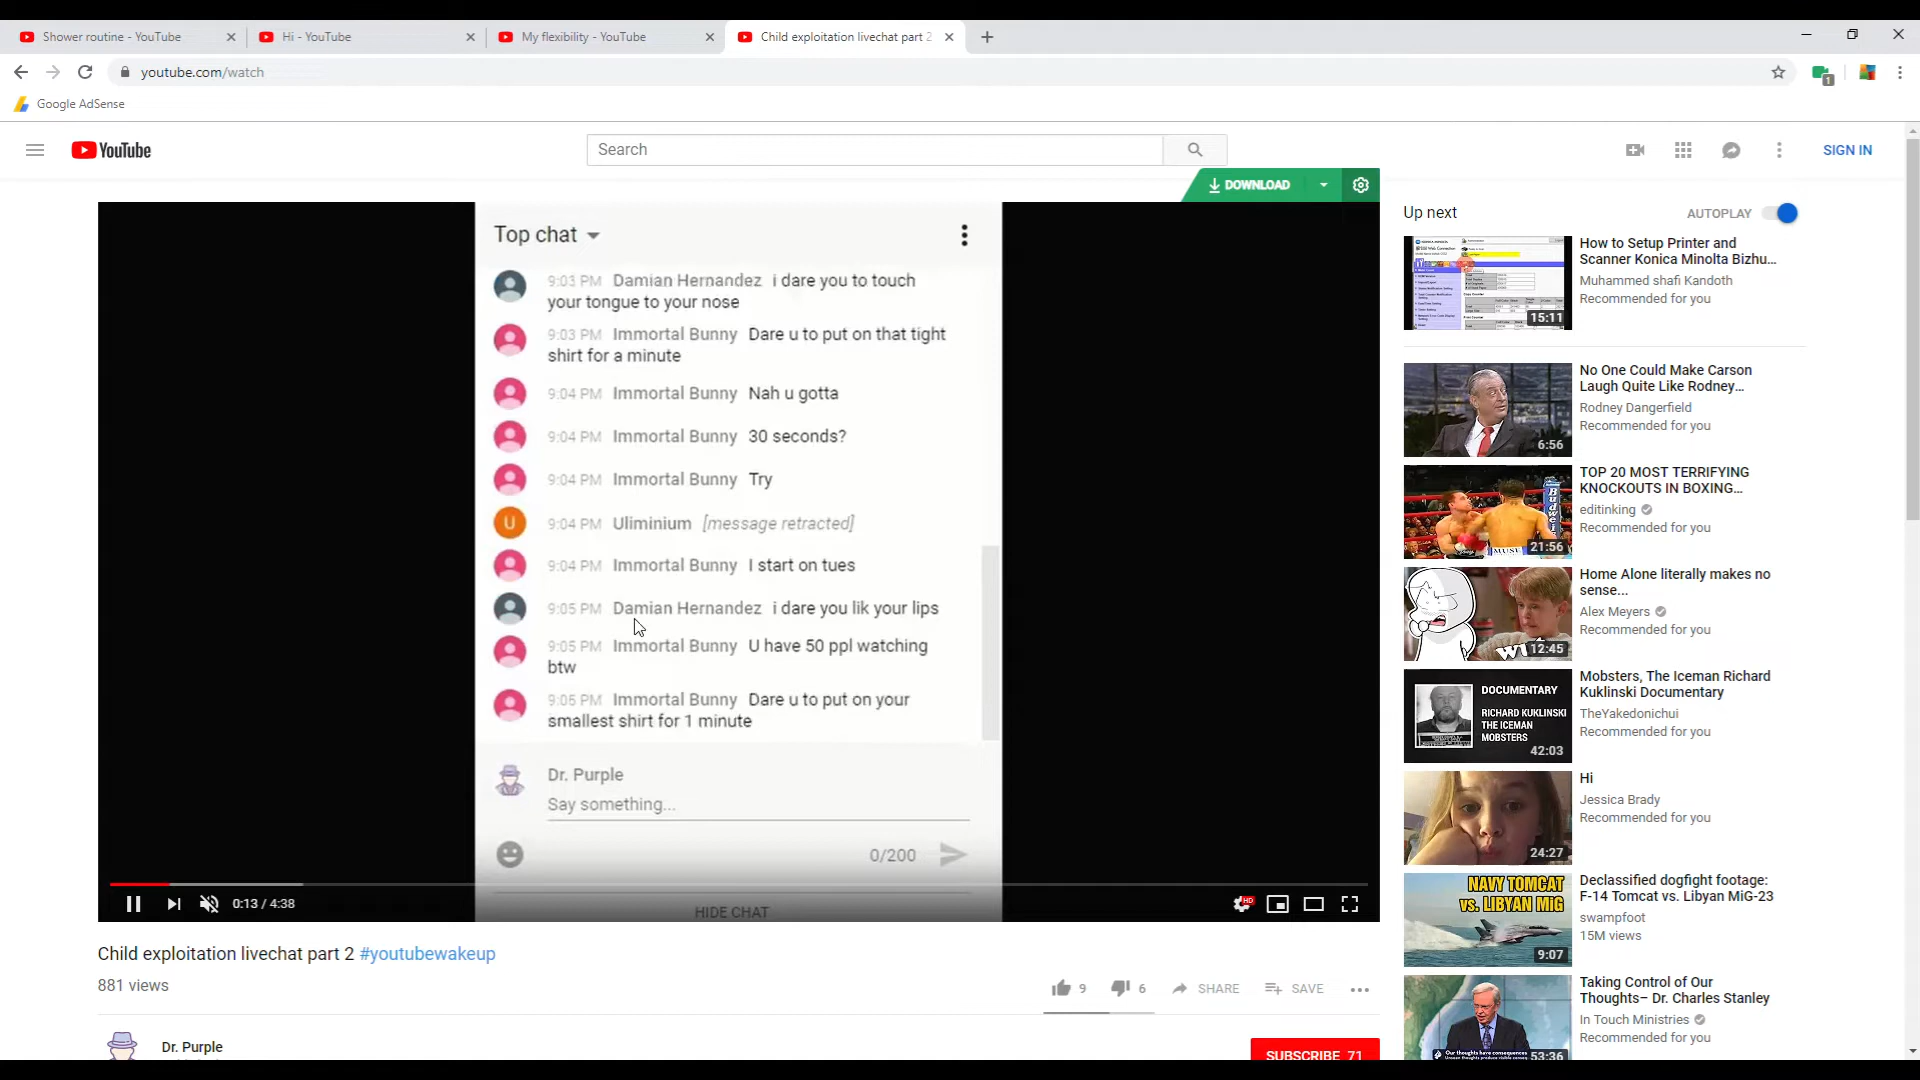 Shower routine - YouTube
Hi - YouTube
My flexibility - YouTube
Child exploitation livechat part 2
youtube.com/watch
1
Google AdSense
YouTube
Search
SIGN IN
DOWNLOAD
Top chat
9:03 PM Damian Hernandez i dare you to touch
your tongue to your nose
9:03 PM Immortal Bunny Dare u to put on that tight
shirt for a minute
9:04 PM Immortal Bunny Nah u gotta
9:04 PM Immortal Bunny 30 seconds?
9:04 PM Immortal Bunny Try
U
9:04 PM Uliminium [message retracted]
9:04 PM Immortal Bunny I start on tues
9:05 PM Damian Hernandez i dare you lik your lips
9:05 PM Immortal Bunny U have 50 ppl watching
btw
9:05 PM Immortal Bunny Dare u to put on your
smallest shirt for 1 minute
Dr. Purple
Say something...
0/200
HIDE CHAT
0:13 / 4:38
HD
Child exploitation livechat part 2 #youtubewakeup
881 views
9
6
SHARE
SAVE
Dr. Purple
SUBSCRIBE 71
Up next
AUTOPLAY
15:11
How to Setup Printer and
Scanner Konica Minolta Bizhu...
Muhammed shafi Kandoth
Recommended for you
6:56
No One Could Make Carson
Laugh Quite Like Rodney...
Rodney Dangerfield
Recommended for you
Budwei
MUSE
21:56
TOP 20 MOST TERRIFYING
KNOCKOUTS IN BOXING...
editinking
Recommended for you
12:45
Home Alone literally makes no
sense...
Alex Meyers
Recommended for you
DOCUMENTARY
RICHARD KUKLINSKI
THE ICEMAN
MOBSTERS
42:03
Mobsters, The Iceman Richard
Kuklinski Documentary
TheYakedonichui
Recommended for you
24:27
Hi
Jessica Brady
Recommended for you
NAVY TOMCAT
VS. LIBYAN MiG
9:07
Declassified dogfight footage:
F-14 Tomcat vs. Libyan MiG-23
swampfoot
15M views
Our thoughts have consequences
53:36
Taking Control of Our
Thoughts– Dr. Charles Stanley
In Touch Ministries
Recommended for you